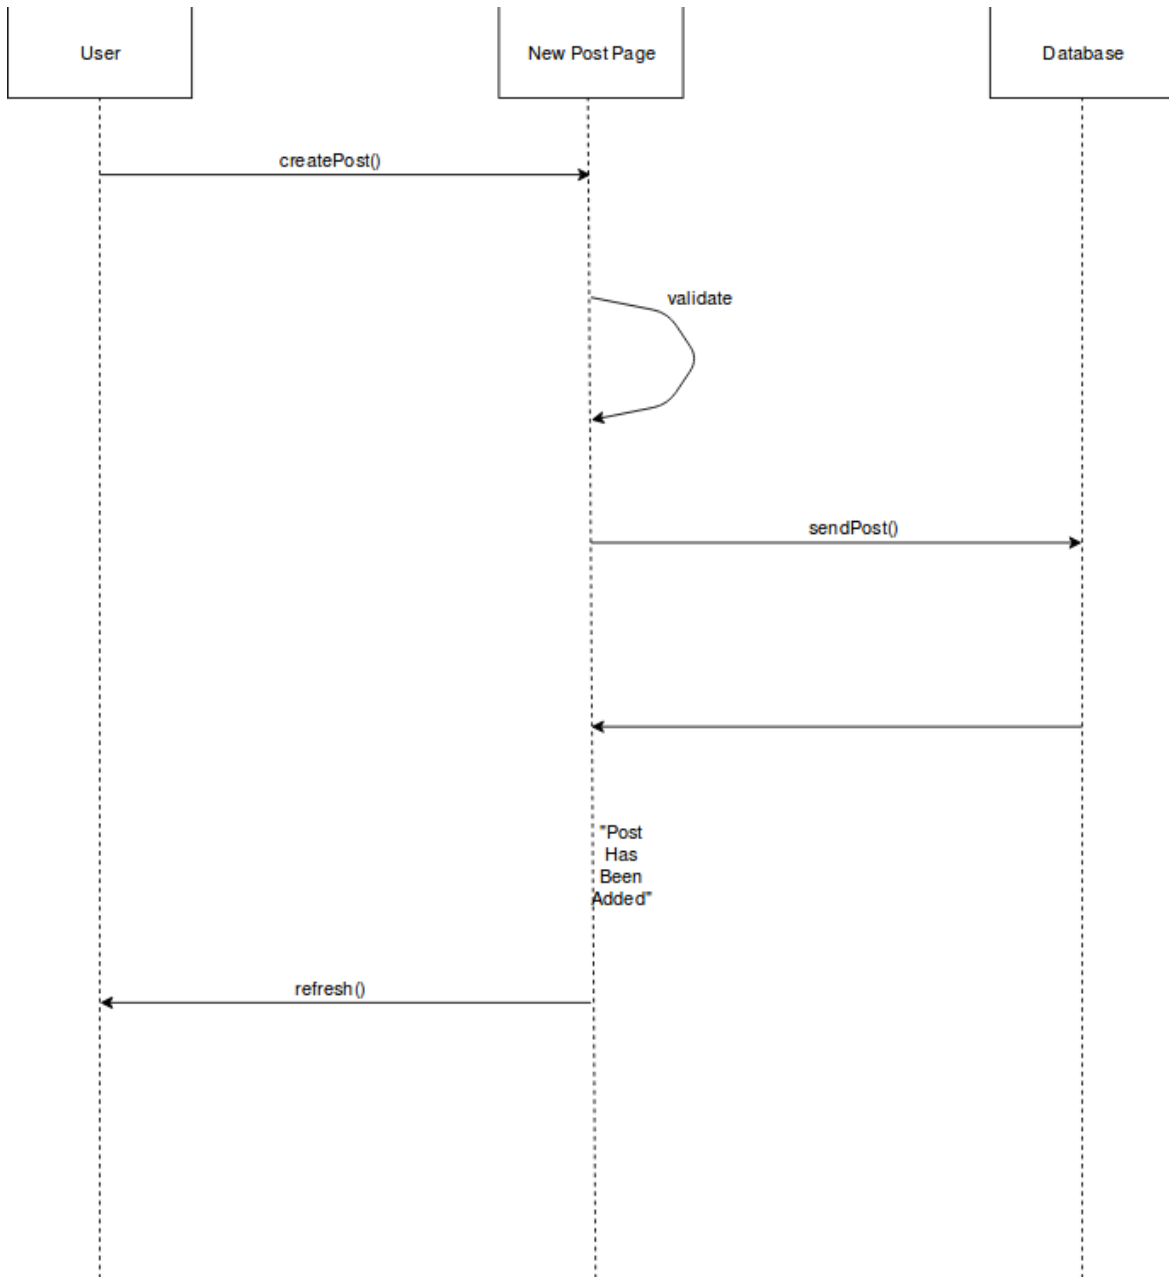 User
New Post Page
Database
createPost()
validate
sendPost()
"Post
Has
Been
Added"
refresh()